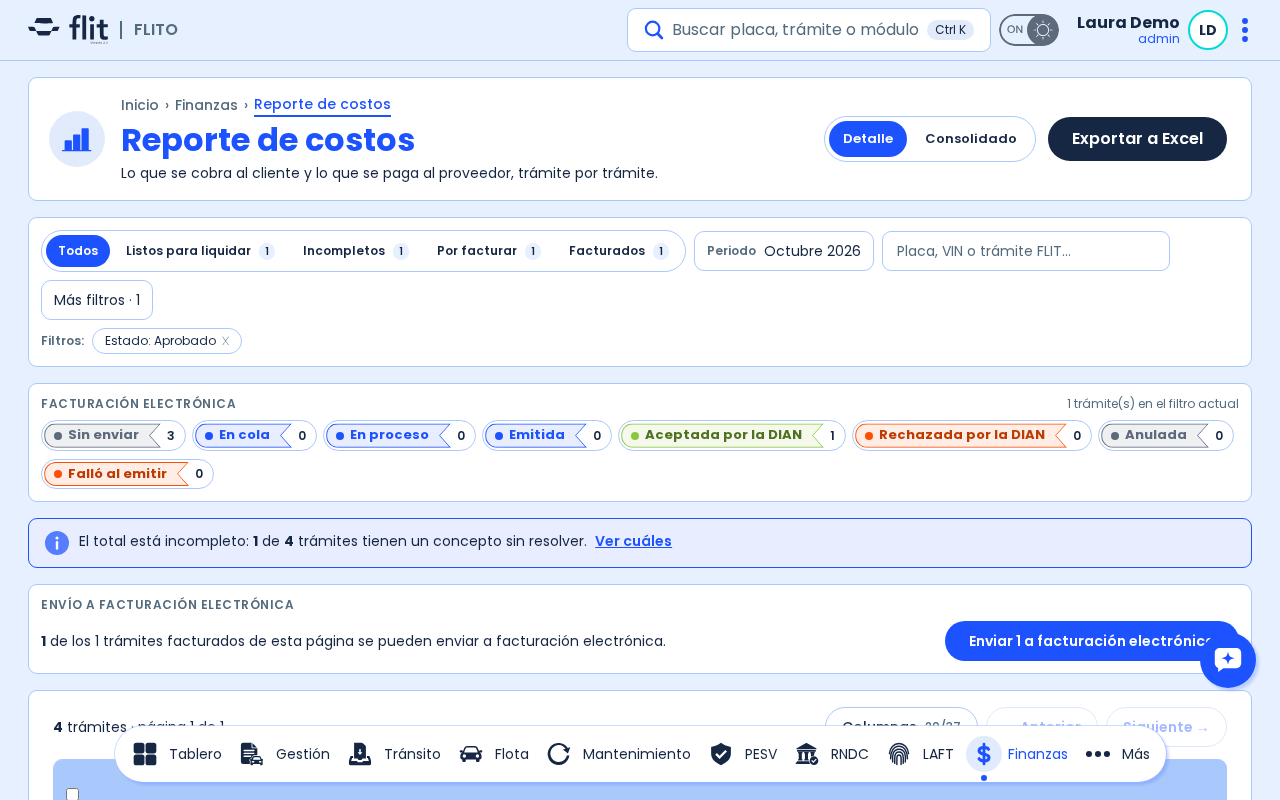 flit | FLITO
Buscar placa, trámite o módulo Ctrl K
ON
Laura Demo
admin
LD
Inicio › Finanzas › Reporte de costos
Reporte de costos
Lo que se cobra al cliente y lo que se paga al proveedor, trámite por trámite.
Detalle Consolidado
Exportar a Excel
Todos Listos para liquidar 1 Incompletos 1 Por facturar 1 Facturados 1
Periodo Octubre 2026
Placa, VIN o trámite FLIT...
Más filtros · 1
Filtros: Estado: Aprobado X
FACTURACIÓN ELECTRÓNICA
1 trámite(s) en el filtro actual
Sin enviar 3 En cola 0 En proceso 0 Emitida 0 Aceptada por la DIAN 1 Rechazada por la DIAN 0 Anulada 0
Falló al emitir 0
El total está incompleto: 1 de 4 trámites tienen un concepto sin resolver. Ver cuáles
ENVÍO A FACTURACIÓN ELECTRÓNICA
1 de los 1 trámites facturados de esta página se pueden enviar a facturación electrónica.
Enviar 1 a facturación electrónica
4 trámites · página 1 de 1
Columnas
Anterior
Siguiente →
Tablero Gestión Tránsito Flota Mantenimiento PESV RNDC LAFT Finanzas Más